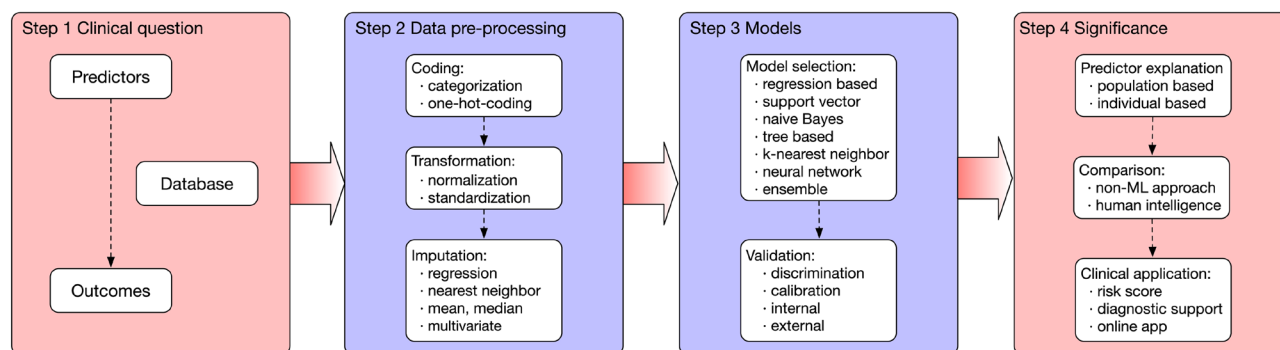 Step 1 Clinical question
Predictors
Database
Outcomes
Step 2 Data pre-processing
Coding:
· categorization
· one-hot-coding
Transformation:
· normalization
· standardization
Imputation:
· regression
· nearest neighbor
· mean, median
· multivariate
Step 3 Models
Model selection:
· regression based
· support vector
· naive Bayes
· tree based
· k-nearest neighbor
· neural network
· ensemble
Validation:
· discrimination
· calibration
· internal
· external
Step 4 Significance
Predictor explanation
· population based
· individual based
Comparison:
· non-ML approach
· human intelligence
Clinical application:
· risk score
· diagnostic support
· online app